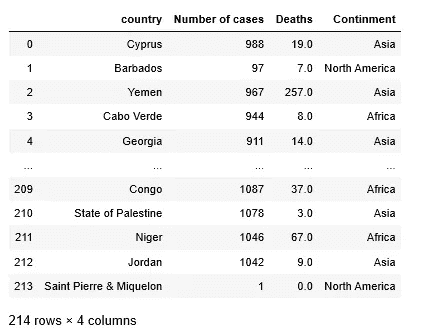 country Number of cases Deaths Continment
0 Cyprus 988 19.0 Asia
1 Barbados 97 7.0 North America
2 Yemen 967 257.0 Asia
3 Cabo Verde 944 8.0 Africa
4 Georgia 911 14.0 Asia
... ... ... ... ...
209 Congo 1087 37.0 Africa
210 State of Palestine 1078 3.0 Asia
211 Niger 1046 67.0 Africa
212 Jordan 1042 9.0 Asia
213 Saint Pierre & Miquelon 1 0.0 North America
214 rows × 4 columns